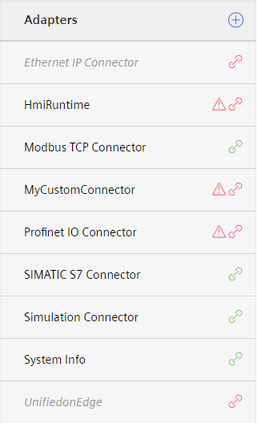 Adapters
Ethernet IP Connector
HmiRuntime
Modbus TCP Connector
MyCustomConnector
Profinet IO Connector
SIMATIC S7 Connector
Simulation Connector
System Info
UnifiedonEdge